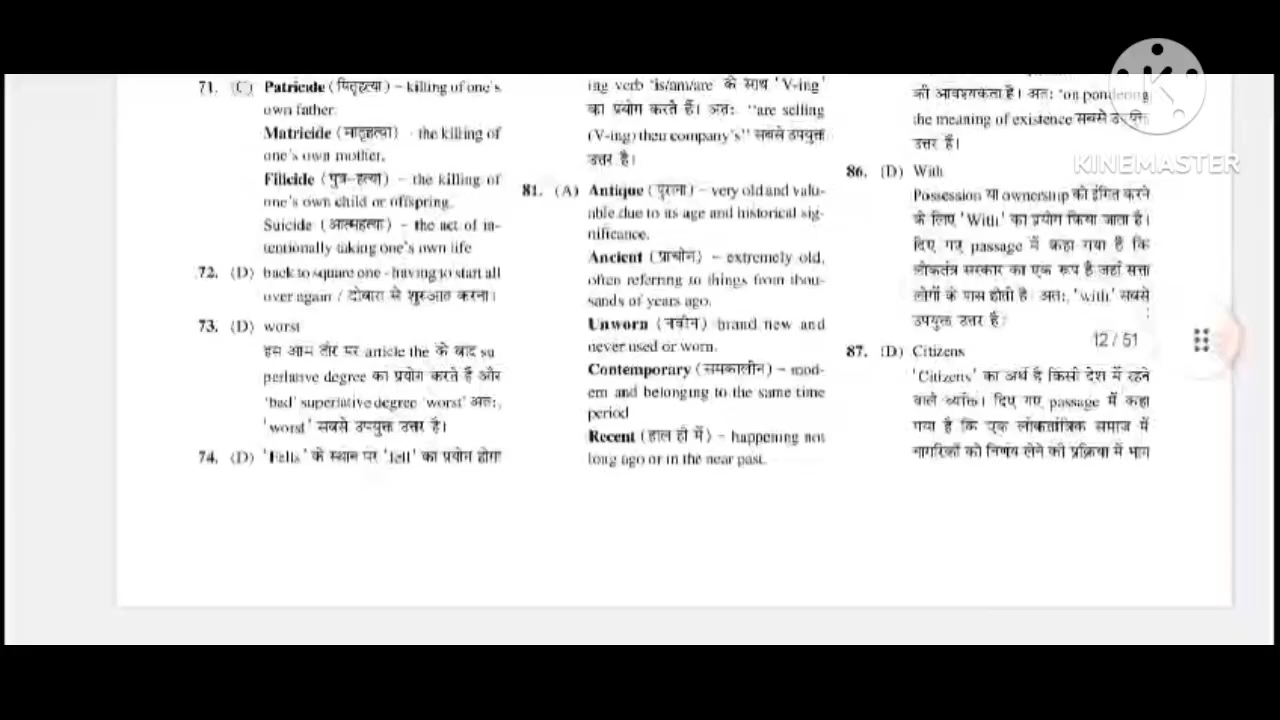 71. (C) Patricide (पितृहत्या) – killing of one's
own father.
Matricide (मातृहत्या) - the killing of
one's own mother.
Filicide (पुत्र-हत्या) – the killing of
one's own child or offspring.
Suicide (आत्महत्या) – the act of in-
tentionally taking one's own life
72. (D) back to square one - having to start all
over again / दोबारा से शुरुआत करना।
73. (D) worst
हम आम तौर पर article the के बाद su
perlative degree का प्रयोग करते हैं और
'bad' superlative degree 'worst' अतः,
'worst' सबसे उपयुक्त उत्तर है।
74. (D) 'Fells' के स्थान पर 'fell' का प्रयोग होगा
ing verb 'is/am/are के साथ 'V-ing'
का प्रयोग करते हैं। अतः "are selling
(V-ing) their company's" सबसे उपयुक्त
उत्तर है।
81. (A) Antique (पुराना) – very old and valu-
able due to its age and historical sig-
nificance.
Ancient (प्राचीन) – extremely old,
often referring to things from thou-
sands of years ago.
Unworn (नवीन) brand new and
never used or worn.
Contemporary (समकालीन) – mod-
ern and belonging to the same time
period
Recent (हाल ही में) – happening not
long ago or in the near past.
की आवश्यकता है। अतः 'on pondering
the meaning of existence सबसे उपयुक्त
उत्तर है।
86. (D) With
Possession या ownership को इंगित करने
के लिए 'With' का प्रयोग किया जाता है।
दिए गए passage में कहा गया है कि
लोकतंत्र सरकार का एक रूप है जहाँ सत्ता
लोगों के पास होती है अतः, 'with' सबसे
उपयुक्त उत्तर है
12 / 51
87. (D) Citizens
'Citizens' का अर्थ है किसी देश में रहने
वाले व्यक्ति। दिए गए passage में कहा
गया है कि एक लोकतांत्रिक समाज में
नागरिकों को निर्णय लेने की प्रक्रिया में भाग
KINEMASTER